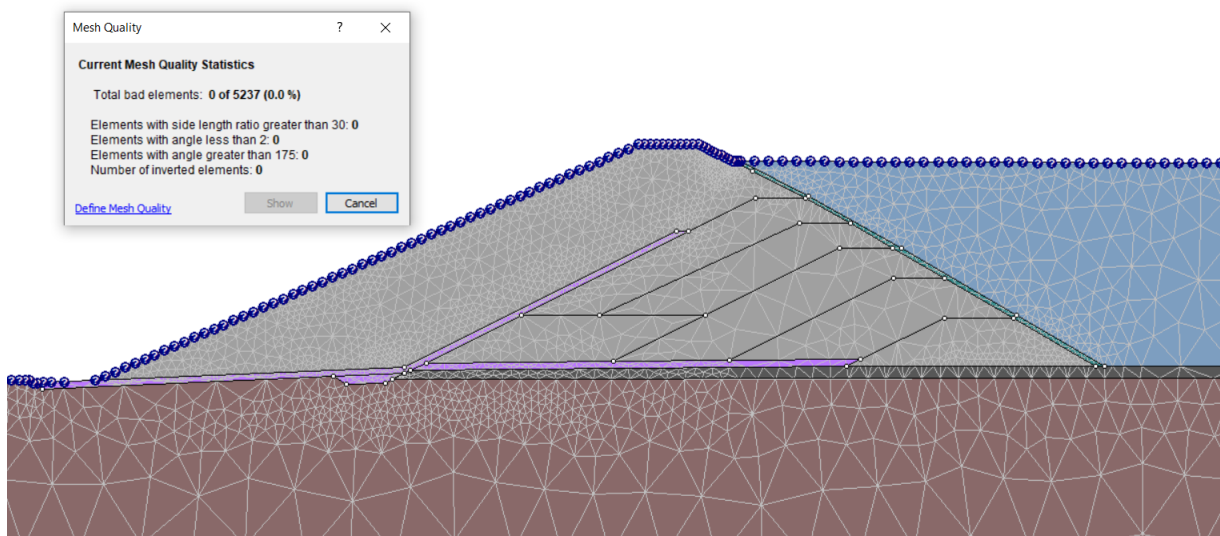 Mesh Quality ? ×
Current Mesh Quality Statistics
Total bad elements: 0 of 5237 (0.0 %)
Elements with side length ratio greater than 30: 0
Elements with angle less than 2: 0
Elements with angle greater than 175: 0
Number of inverted elements: 0
Define Mesh Quality
Show
Cancel